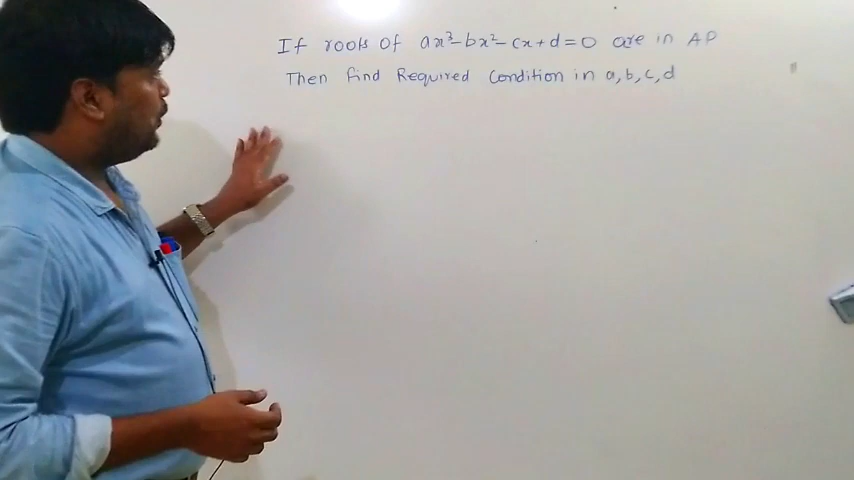 If roots of ax³-bx²-cx+d=0 are in AP
Then find Required Condition in a,b,c,d